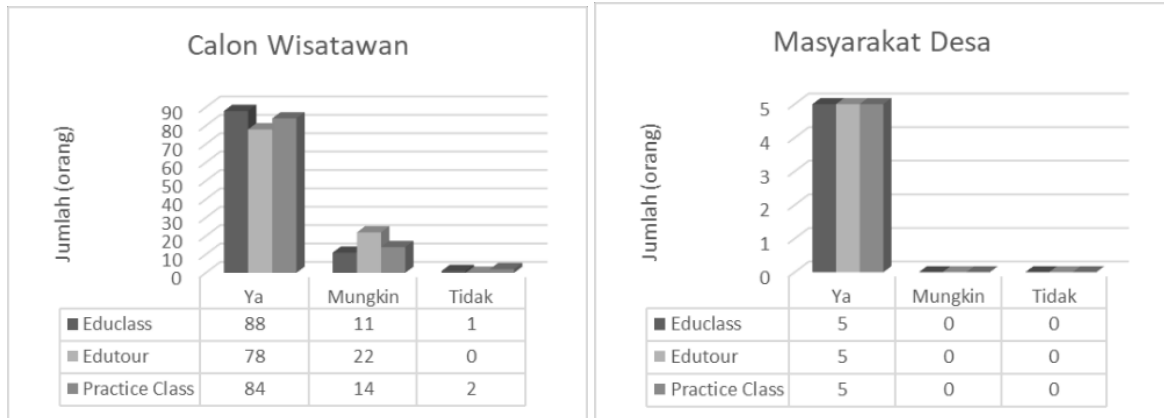 Calon Wisatawan
Jumlah (orang)
90
80
70
60
50
40
30
20
10
0
Ya Mungkin Tidak
Educlass 88 11 1
Edutour 78 22 0
Practice Class 84 14 2
Masyarakat Desa
Jumlah (orang)
5
4
3
2
1
0
Ya Mungkin Tidak
Educlass 5 0 0
Edutour 5 0 0
Practice Class 5 0 0